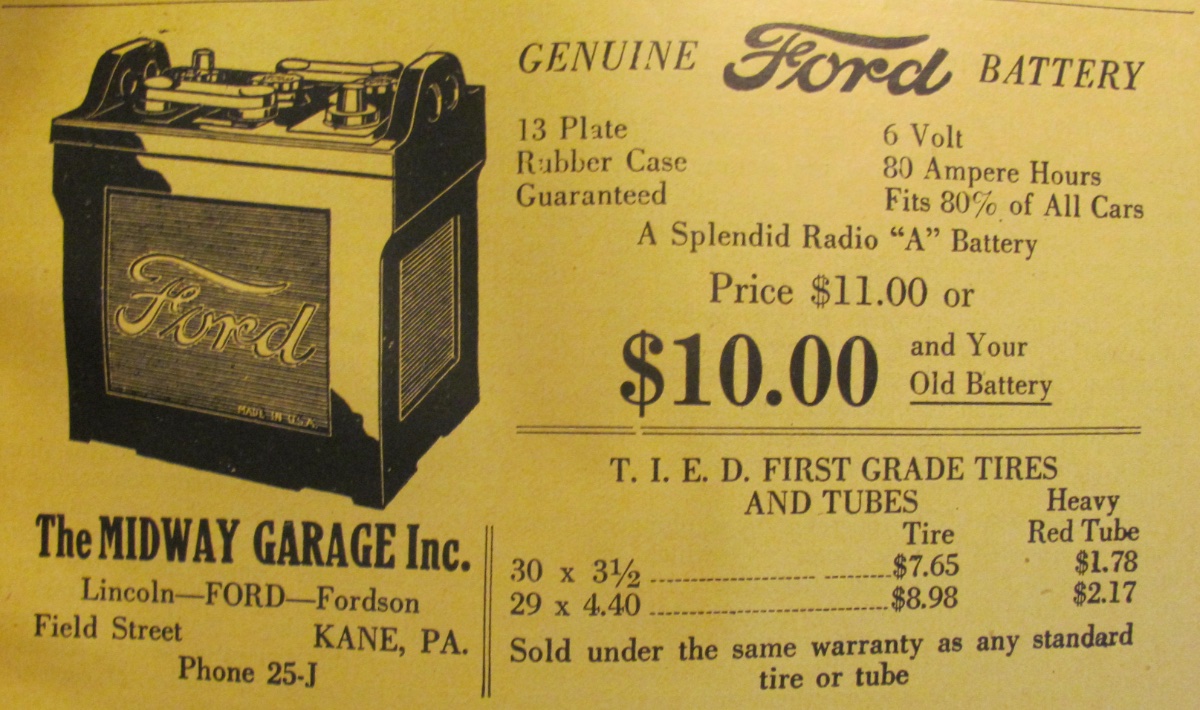 GENUINE Ford BATTERY
13 Plate
Rubber Case
Guaranteed
6 Volt
80 Ampere Hours
Fits 80% of All Cars
A Splendid Radio “A” Battery
Price $11.00 or
$10.00 and Your
Old Battery
Ford
MADE IN U.S.A.
The MIDWAY GARAGE Inc.
Lincoln—FORD—Fordson
Field Street KANE, PA.
Phone 25-J
T. I. E. D. FIRST GRADE TIRES
AND TUBES Heavy
Tire Red Tube
30 x 3½ $7.65 $1.78
29 x 4.40 $8.98 $2.17
Sold under the same warranty as any standard
tire or tube